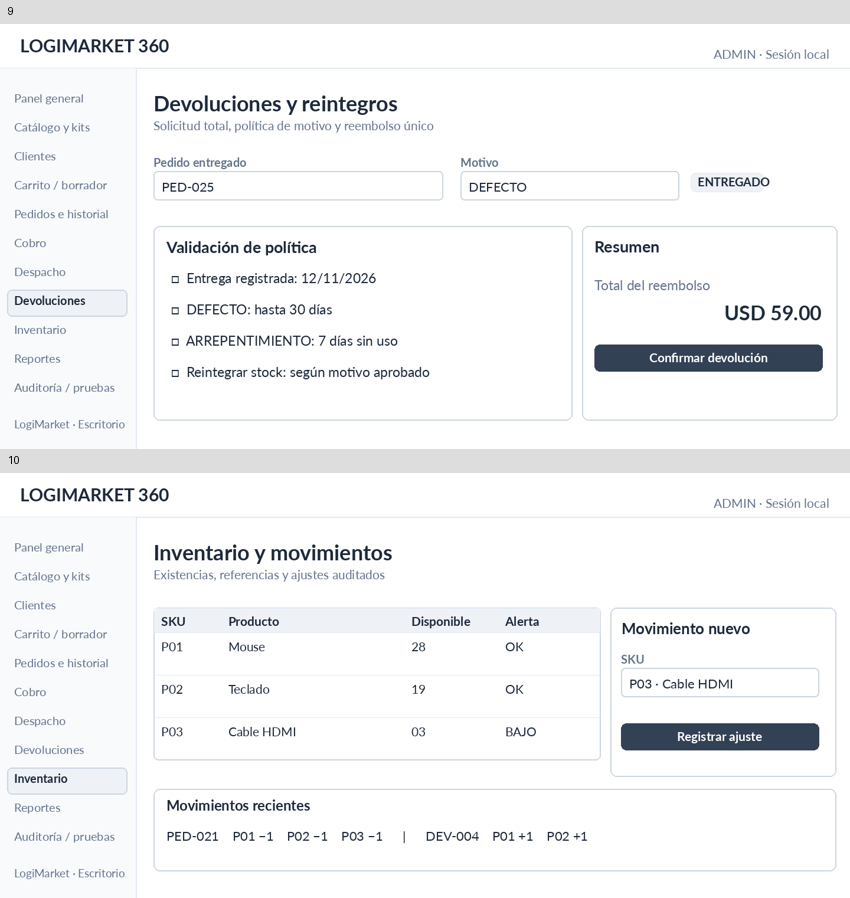 9
LOGIMARKET 360
ADMIN · Sesión local
Panel general
Catálogo y kits
Clientes
Carrito / borrador
Pedidos e historial
Cobro
Despacho
Devoluciones
Inventario
Reportes
Auditoría / pruebas
LogiMarket · Escritorio
Devoluciones y reintegros
Solicitud total, política de motivo y reembolso único
Pedido entregado
Motivo
PED-025
DEFECTO
ENTREGADO
Validación de política
Entrega registrada: 12/11/2026
DEFECTO: hasta 30 días
ARREPENTIMIENTO: 7 días sin uso
Reintegrar stock: según motivo aprobado
Resumen
Total del reembolso
USD 59.00
Confirmar devolución
10
LOGIMARKET 360
ADMIN · Sesión local
Panel general
Catálogo y kits
Clientes
Carrito / borrador
Pedidos e historial
Cobro
Despacho
Devoluciones
Inventario
Reportes
Auditoría / pruebas
LogiMarket · Escritorio
Inventario y movimientos
Existencias, referencias y ajustes auditados
SKU Producto Disponible Alerta
P01 Mouse 28 OK
P02 Teclado 19 OK
P03 Cable HDMI 03 BAJO
Movimiento nuevo
SKU
P03 · Cable HDMI
Registrar ajuste
Movimientos recientes
PED-021 P01 −1 P02 −1 P03 −1 | DEV-004 P01 +1 P02 +1